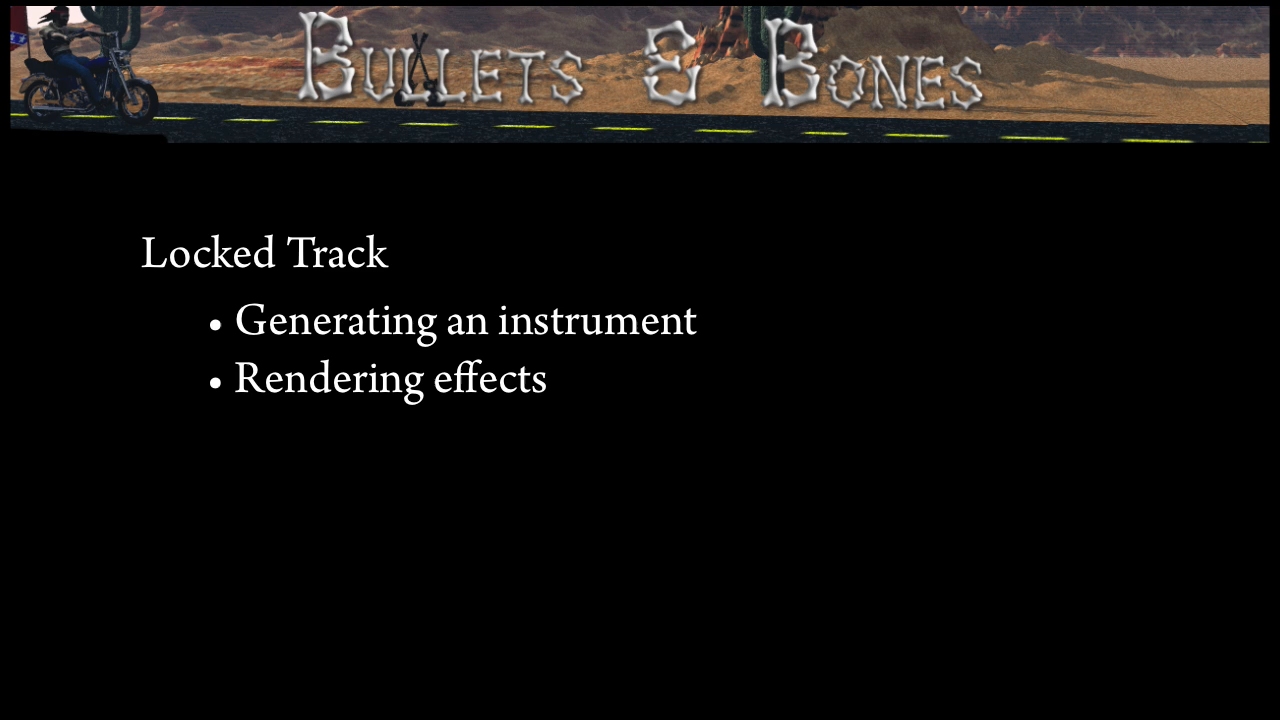 Bullets & Bones
Locked Track
• Generating an instrument
• Rendering effects